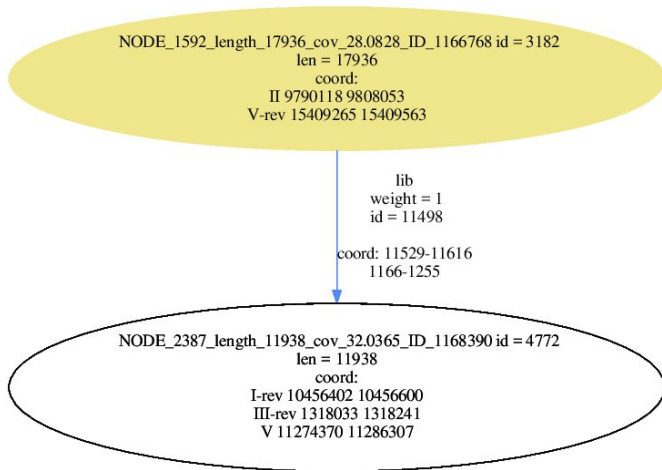 NODE_1592_length_17936_cov_28.0828_ID_1166768 id = 3182
len = 17936
coord:
II 9790118 9808053
V-rev 15409265 15409563
lib
weight = 1
id = 11498
coord: 11529-11616
1166-1255
NODE_2387_length_11938_cov_32.0365_ID_1168390 id = 4772
len = 11938
coord:
I-rev 10456402 10456600
III-rev 1318033 1318241
V 11274370 11286307